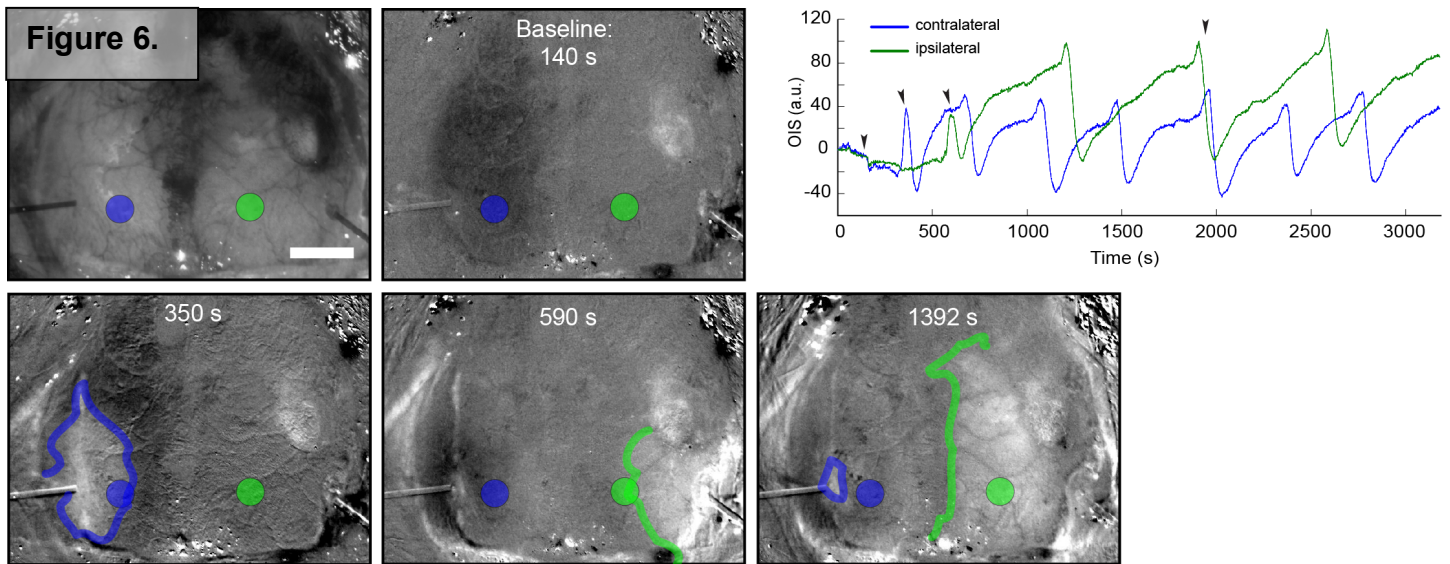 Figure 6.
Baseline:
140 s
120
80
40
0
-40
OIS (a.u.)
contralateral
ipsilateral
0
500
1000
1500
2000
2500
3000
Time (s)
350 s
590 s
1392 s